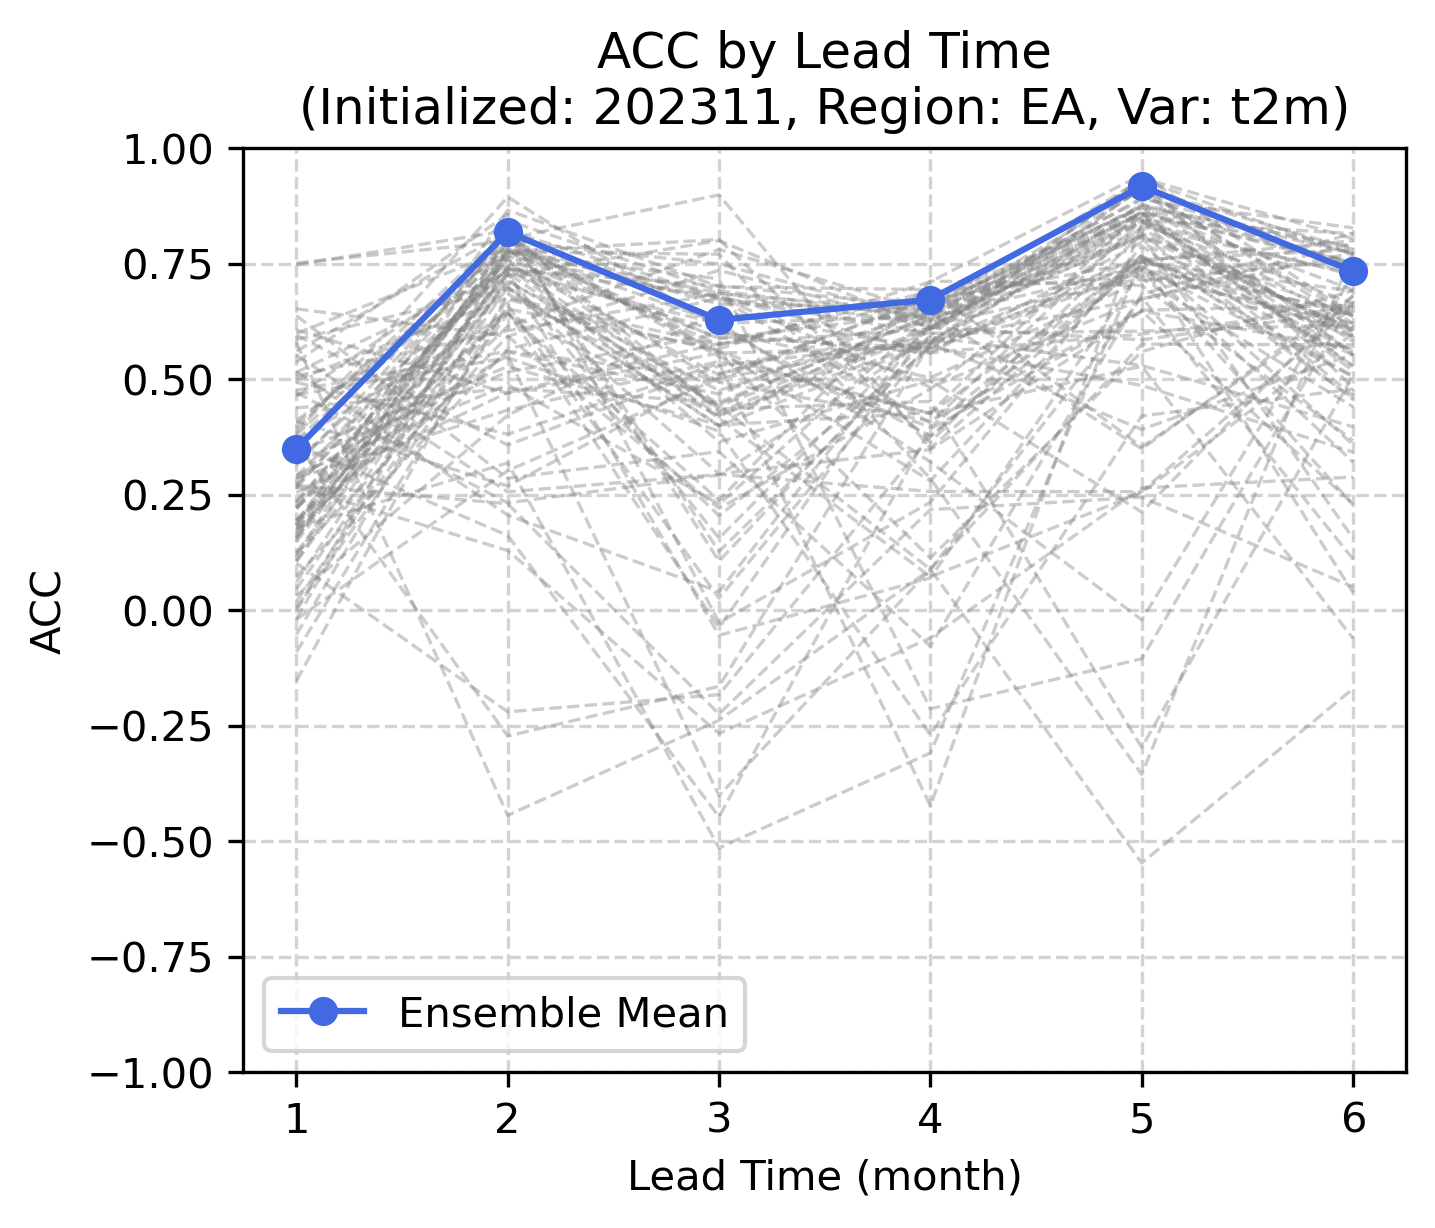 ACC by Lead Time
(Initialized: 202311, Region: EA, Var: t2m)
1.00
0.75
0.50
0.25
0.00
−0.25
−0.50
−0.75
−1.00
ACC
Ensemble Mean
1 2 3 4 5 6
Lead Time (month)